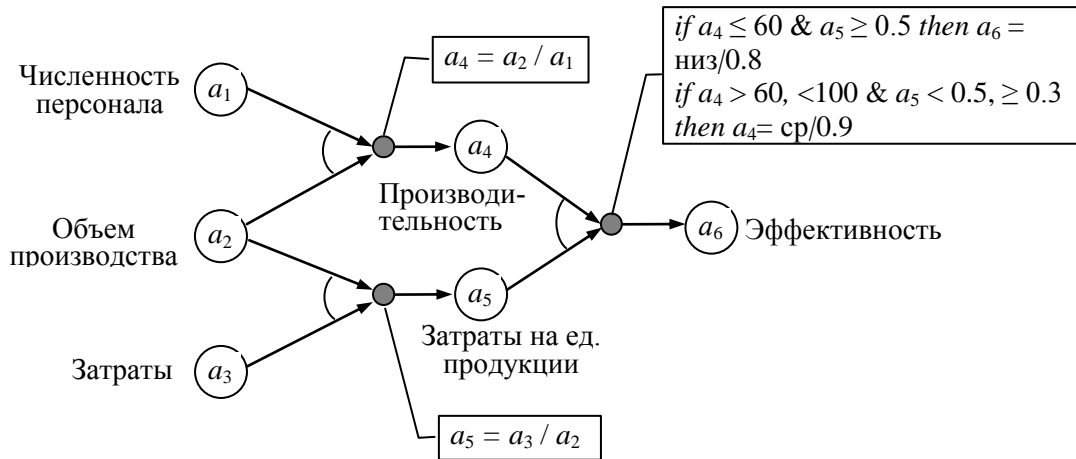 if a₄ ≤ 60 & a₅ ≥ 0.5 then a₆ =
низ/0.8
if a₄ > 60, <100 & a₅ < 0.5, ≥ 0.3
then a₄= ср/0.9
a₄ = a₂ / a₁
Численность
персонала
a₁
a₄
Производи-
тельность
Объем
производства
a₂
a₆
Эффективность
a₅
Затраты на ед.
продукции
Затраты
a₃
a₅ = a₃ / a₂